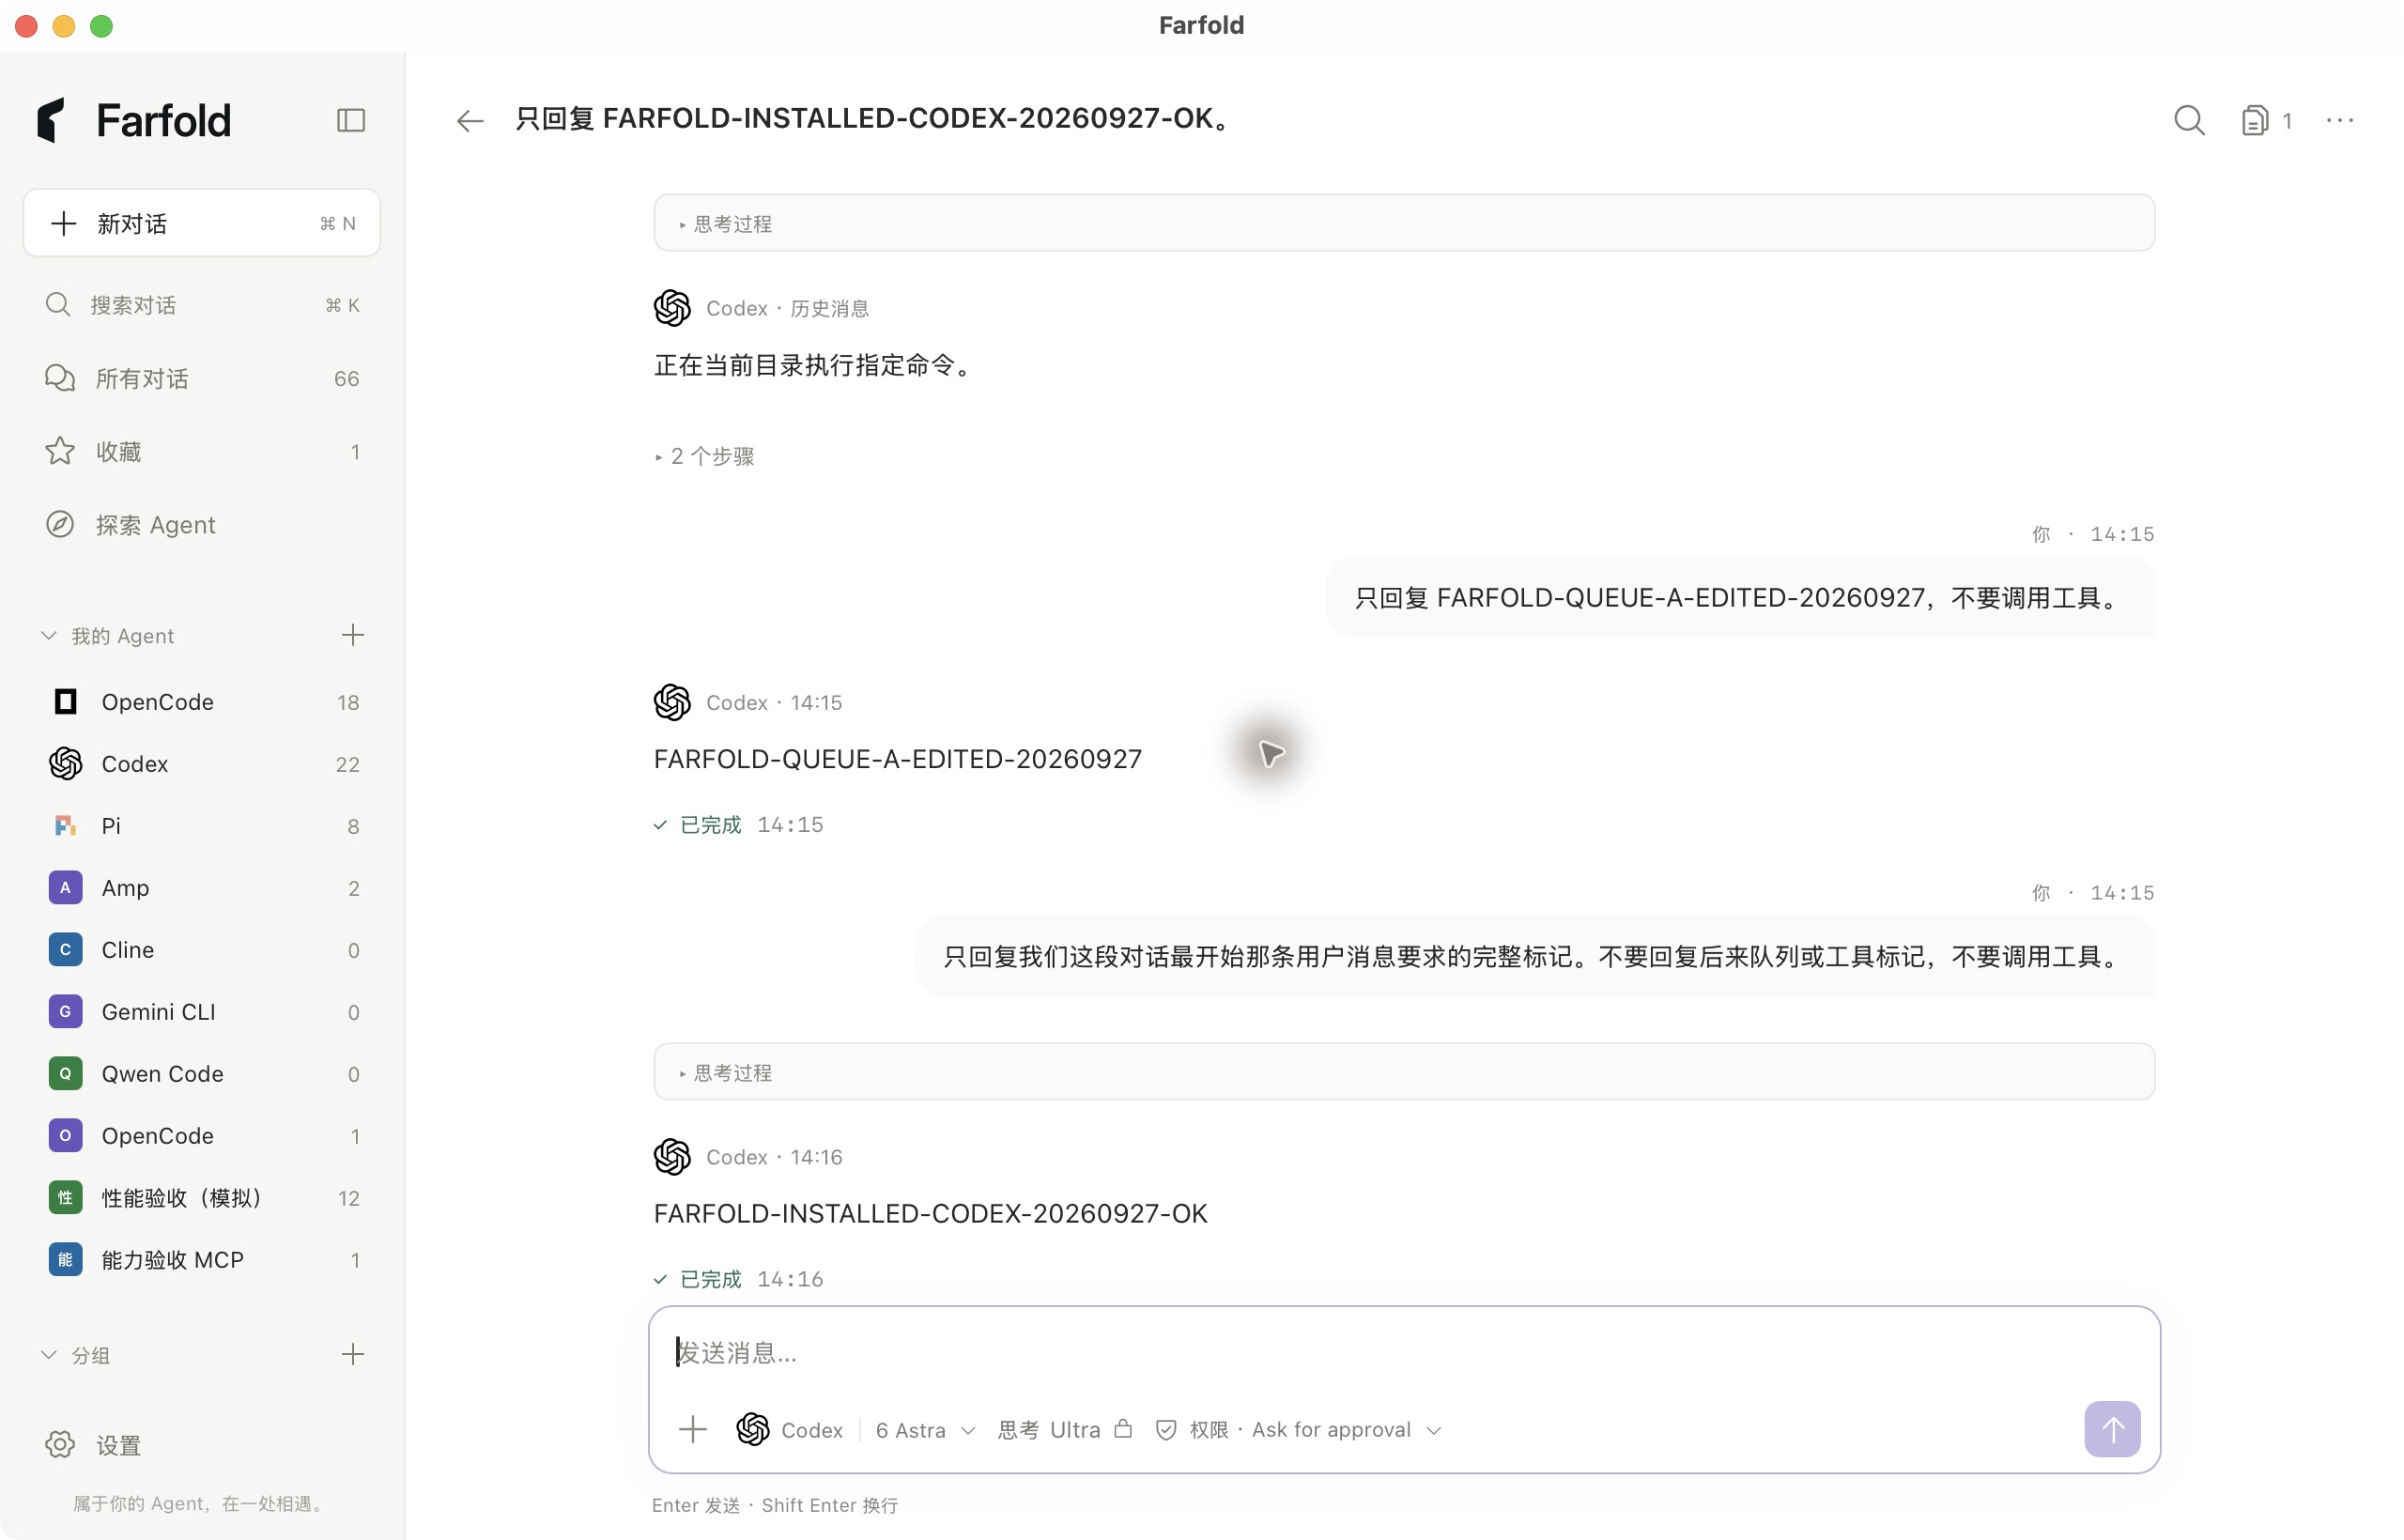 Farfold
Farfold
新对话 ⌘ N
搜索对话 ⌘ K
所有对话 66
收藏 1
探索 Agent
我的 Agent
OpenCode 18
Codex 22
Pi 8
A Amp 2
C Cline 0
G Gemini CLI 0
Q Qwen Code 0
O OpenCode 1
性 性能验收（模拟） 12
能 能力验收 MCP 1
分组
设置
属于你的 Agent，在一处相遇。
只回复 FARFOLD-INSTALLED-CODEX-20260927-OK。
1
思考过程
Codex · 历史消息
正在当前目录执行指定命令。
2 个步骤
你 · 14:15
只回复 FARFOLD-QUEUE-A-EDITED-20260927，不要调用工具。
Codex · 14:15
FARFOLD-QUEUE-A-EDITED-20260927
已完成 14:15
你 · 14:15
只回复我们这段对话最开始那条用户消息要求的完整标记。不要回复后来队列或工具标记，不要调用工具。
思考过程
Codex · 14:16
FARFOLD-INSTALLED-CODEX-20260927-OK
已完成 14:16
发送消息...
Codex 6 Astra 思考 Ultra 权限 · Ask for approval
Enter 发送 · Shift Enter 换行